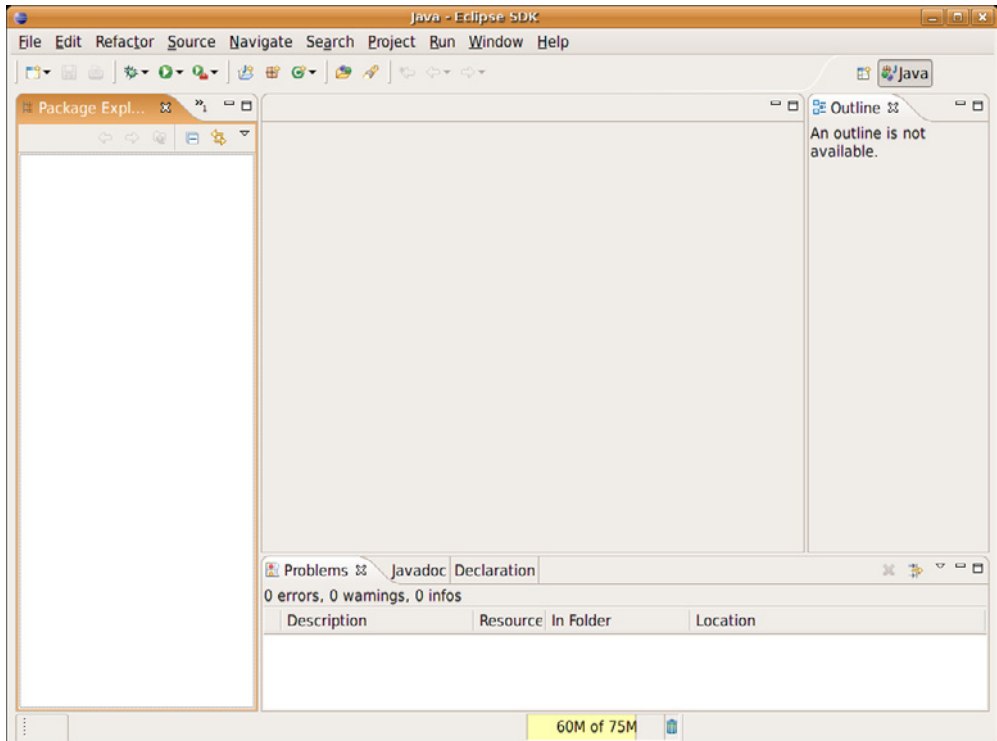 Java - Eclipse SDK
File Edit Refactor Source Navigate Search Project Run Window Help
Java
Package Expl... »1
Outline
An outline is not
available.
Problems Javadoc Declaration
0 errors, 0 warnings, 0 infos
Description Resource In Folder Location
60M of 75M